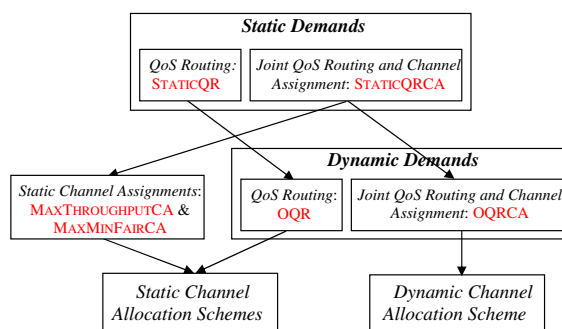 Static Demands
QoS Routing:
STATICQR
Joint QoS Routing and Channel
Assignment: STATICQRCA
Dynamic Demands
Static Channel Assignments:
MAXTHROUGHPUTCA &
MAXMINFAIRCA
QoS Routing:
OQR
Joint QoS Routing and Channel
Assignment: OQRCA
Static Channel
Allocation Schemes
Dynamic Channel
Allocation Scheme